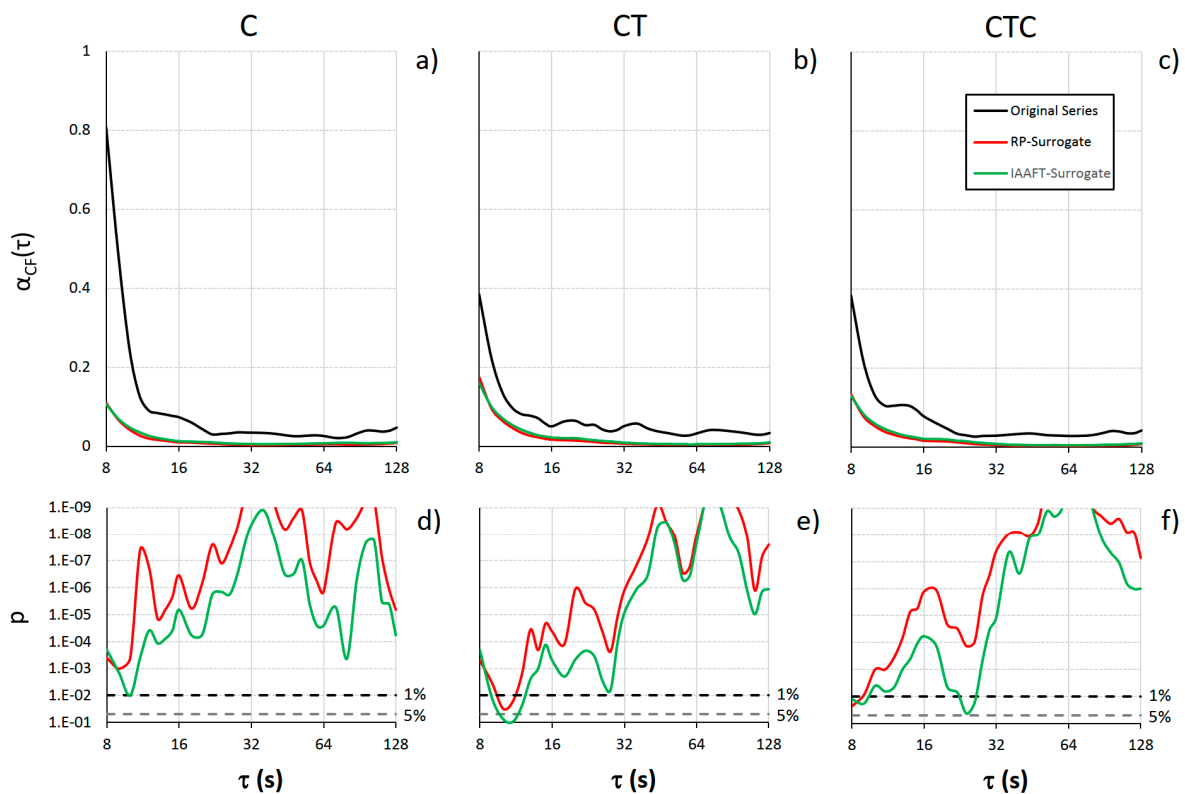 C CT CTC
a) b) c)
1
0.8
0.6
0.4
0.2
0
α_CF(τ)
Original Series
RP-Surrogate
IAAFT-Surrogate
8 16 32 64 128 8 16 32 64 128 8 16 32 64 128
d) e) f)
1.E-09
1.E-08
1.E-07
1.E-06
1.E-05
1.E-04
1.E-03
1.E-02
1.E-01
p
1% 1% 1%
5% 5% 5%
8 16 32 64 128 8 16 32 64 128 8 16 32 64 128
τ (s) τ (s) τ (s)